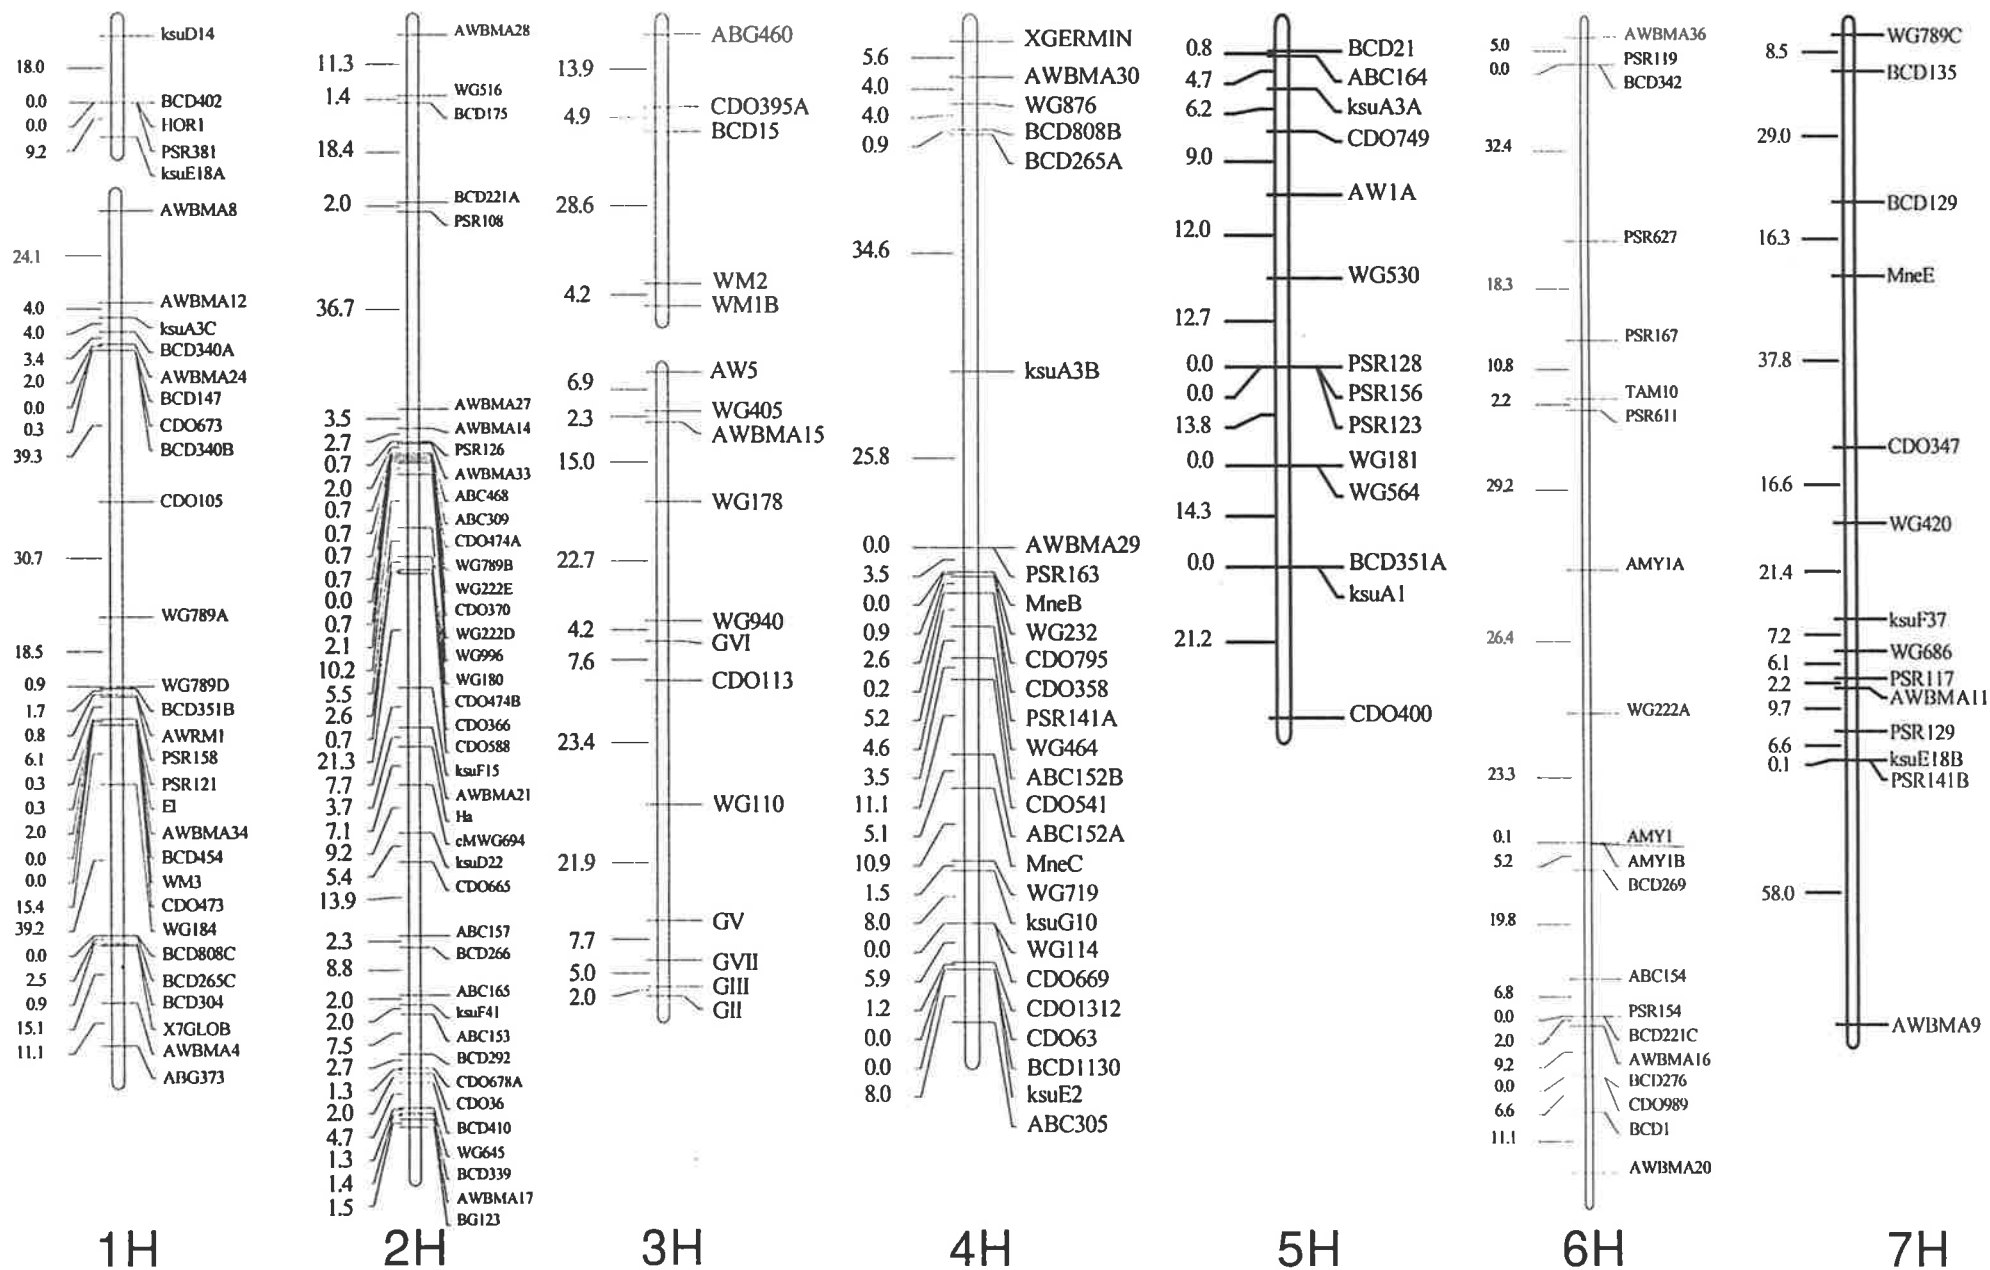 ksuD14
18.0
0.0 BCD402
0.0 HOR1
9.2 PSR381
ksuE18A
AWBMA8
24.1
AWBMA12
4.0
ksuA3C
4.0
BCD340A
3.4
AWBMA24
2.0
BCD147
0.0
CDO673
0.3
BCD340B
39.3
CDO105
30.7
WG789A
18.5
0.9 WG789D
1.7 BCD351B
0.8 AWRM1
6.1 PSR158
0.3 PSR121
0.3 EI
2.0 AWBMA34
0.0 BCD454
0.0 WM3
15.4 CDO473
39.2 WG184
0.0 BCD808C
2.5 BCD265C
0.9 BCD304
15.1 X7GLOB
11.1 AWBMA4
ABG373
1H
AWBMA28
11.3
WG516
1.4
BCD175
18.4
BCD221A
2.0
PSR108
36.7
AWBMA27
3.5
AWBMA14
2.7
PSR126
0.7
AWBMA33
2.0
ABC468
0.7
ABC309
0.7
CDO474A
0.7
WG789B
0.7
WG222E
0.0
CDO370
0.7
WG222D
2.1
WG996
10.2
WG180
5.5
CDO474B
2.6
CDO366
0.7
CDO588
21.3
ksuF15
7.7
AWBMA21
3.7
Ha
7.1
cMWG694
9.2
ksuD22
5.4
CDO665
13.9
ABC157
2.3
BCD266
8.8
ABC165
2.0
ksuF41
2.0
ABC153
7.5
BCD292
2.7
CDO678A
1.3
CDO36
2.0
BCD410
4.7
WG645
1.3
BCD339
1.4
AWBMA17
1.5
BG123
2H
ABG460
13.9
CDO395A
4.9
BCD15
28.6
WM2
4.2
WM1B
AW5
6.9
WG405
2.3
AWBMA15
15.0
WG178
22.7
WG940
4.2
GVI
7.6
CDO113
23.4
WG110
21.9
GV
7.7
GVII
5.0
GIII
2.0
GII
3H
XGERMIN
5.6
AWBMA30
4.0
WG876
4.0
BCD808B
0.9
BCD265A
34.6
ksuA3B
25.8
0.0 AWBMA29
3.5 PSR163
0.0 MneB
0.9 WG232
2.6 CDO795
0.2 CDO358
5.2 PSR141A
4.6 WG464
3.5 ABC152B
11.1 CDO541
5.1 ABC152A
10.9 MneC
1.5 WG719
8.0 ksuG10
0.0 WG114
5.9 CDO669
1.2 CDO1312
0.0 CDO63
0.0 BCD1130
8.0 ksuE2
ABC305
4H
0.8 BCD21
4.7 ABC164
6.2 ksuA3A
CDO749
9.0
AW1A
12.0
WG530
12.7
0.0 PSR128
0.0 PSR156
13.8 PSR123
0.0 WG181
WG564
14.3
0.0 BCD351A
ksuA1
21.2
CDO400
5H
AWBMA36
5.0
PSR119
0.0
BCD342
32.4
PSR627
18.3
PSR167
10.8
TAM10
2.2
PSR611
29.2
AMY1A
26.4
WG222A
23.3
0.1 AMY1
5.2 AMY1B
BCD269
19.8
ABC154
6.8
PSR154
0.0
BCD221C
2.0
AWBMA16
9.2
BCD276
0.0
CDO989
6.6
BCD1
11.1
AWBMA20
6H
WG789C
8.5
BCD135
29.0
BCD129
16.3
MneE
37.8
CDO347
16.6
WG420
21.4
ksuF37
7.2
WG686
6.1
PSR117
2.2
AWBMA11
9.7
PSR129
6.6
ksuE18B
0.1
PSR141B
58.0
AWBMA9
7H